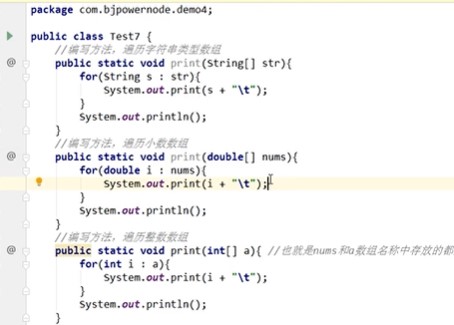 package com.bjpowernode.demo4;
public class Test7 {
//编写方法，遍历字符串类型数组
public static void print(String[] str){
for(String s : str){
System.out.print(s + "\t");
}
System.out.println();
}
//编写方法，遍历小数数组
public static void print(double[] nums){
for(double i : nums){
System.out.print(i + "\t");
}
System.out.println();
}
//编写方法，遍历整数数组
public static void print(int[] a){ //也就是nums和a数组名称中存放的都
for(int i : a){
System.out.print(i + "\t");
}
System.out.println();
}